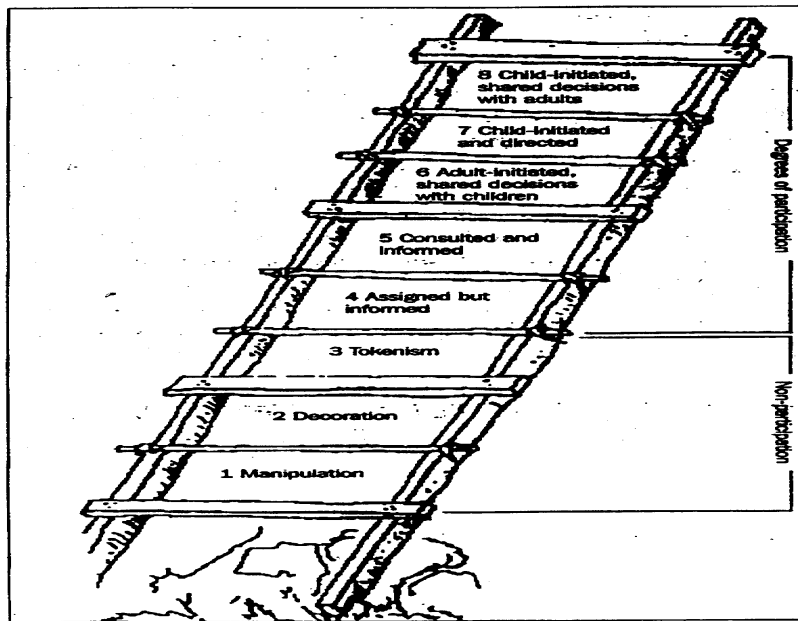 8 Child-initiated,
shared decisions
with adults
7 Child-initiated
and directed
6 Adult-initiated,
shared decisions
with children
5 Consulted and
informed
4 Assigned but
informed
3 Tokenism
2 Decoration
1 Manipulation
Degrees of participation
Non-participation